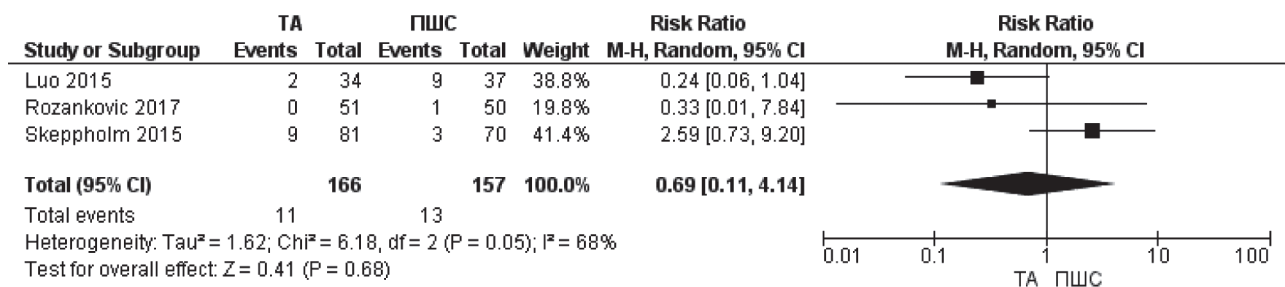 ТА ПШС Risk Ratio Risk Ratio
Study or Subgroup Events Total Events Total Weight M-H, Random, 95% CI M-H, Random, 95% CI
Luo 2015 2 34 9 37 38.8% 0.24 [0.06, 1.04]
Rozankovic 2017 0 51 1 50 19.8% 0.33 [0.01, 7.84]
Skeppholm 2015 9 81 3 70 41.4% 2.59 [0.73, 9.20]
Total (95% CI) 166 157 100.0% 0.69 [0.11, 4.14]
Total events 11 13
Heterogeneity: Tau² = 1.62; Chi² = 6.18, df = 2 (P = 0.05); I² = 68%
Test for overall effect: Z = 0.41 (P = 0.68)
0.01 0.1 1 10 100
ТА ПШС